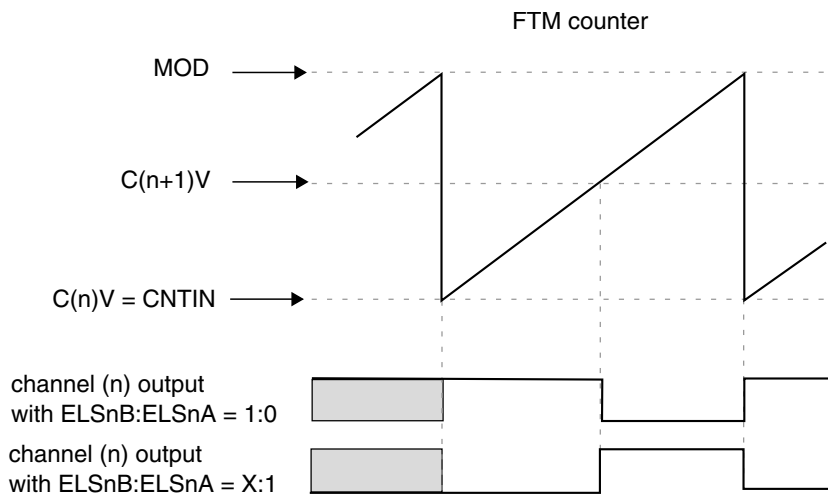 FTM counter
MOD
C(n+1)V
C(n)V = CNTIN
channel (n) output
with ELSnB:ELSnA = 1:0
channel (n) output
with ELSnB:ELSnA = X:1